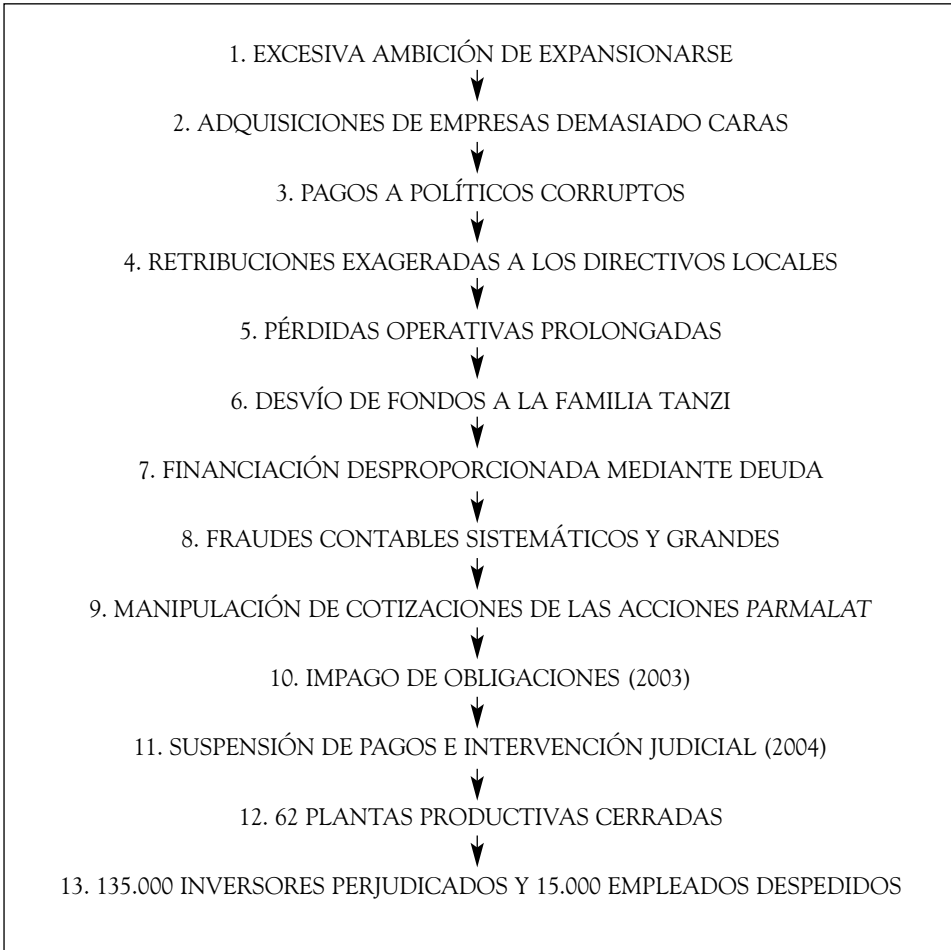 1. EXCESIVA AMBICIÓN DE EXPANSIONARSE
2. ADQUISICIONES DE EMPRESAS DEMASIADO CARAS
3. PAGOS A POLÍTICOS CORRUPTOS
4. RETRIBUCIONES EXAGERADAS A LOS DIRECTIVOS LOCALES
5. PÉRDIDAS OPERATIVAS PROLONGADAS
6. DESVÍO DE FONDOS A LA FAMILIA TANZI
7. FINANCIACIÓN DESPROPORCIONADA MEDIANTE DEUDA
8. FRAUDES CONTABLES SISTEMÁTICOS Y GRANDES
9. MANIPULACIÓN DE COTIZACIONES DE LAS ACCIONES PARMALAT
10. IMPAGO DE OBLIGACIONES (2003)
11. SUSPENSIÓN DE PAGOS E INTERVENCIÓN JUDICIAL (2004)
12. 62 PLANTAS PRODUCTIVAS CERRADAS
13. 135.000 INVERSORES PERJUDICADOS Y 15.000 EMPLEADOS DESPEDIDOS